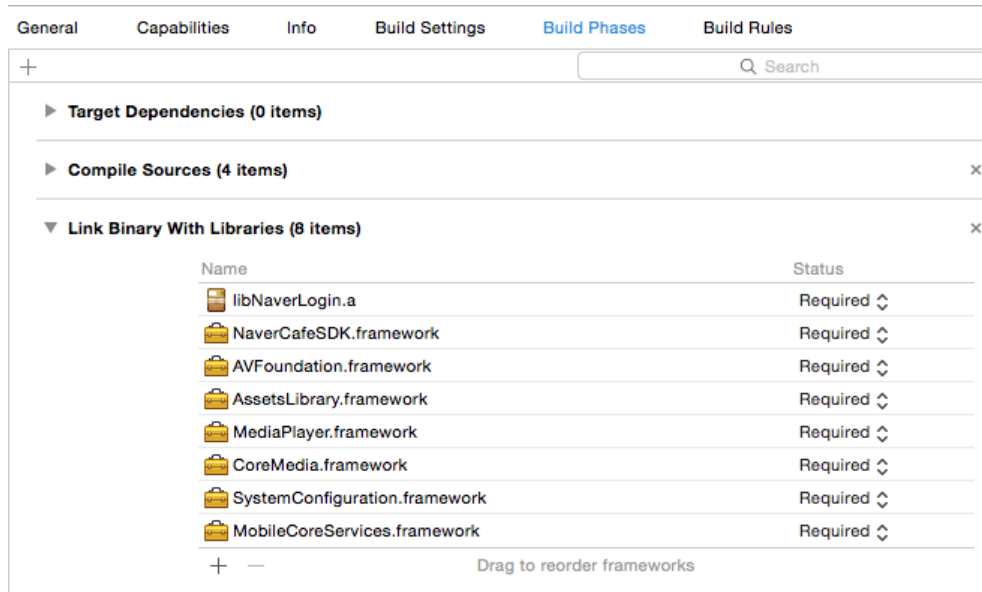 General Capabilities Info Build Settings Build Phases Build Rules
+ Search
Target Dependencies (0 items)
Compile Sources (4 items) ×
Link Binary With Libraries (8 items) ×
Name Status
libNaverLogin.a Required
NaverCafeSDK.framework Required
AVFoundation.framework Required
AssetsLibrary.framework Required
MediaPlayer.framework Required
CoreMedia.framework Required
SystemConfiguration.framework Required
MobileCoreServices.framework Required
+ — Drag to reorder frameworks